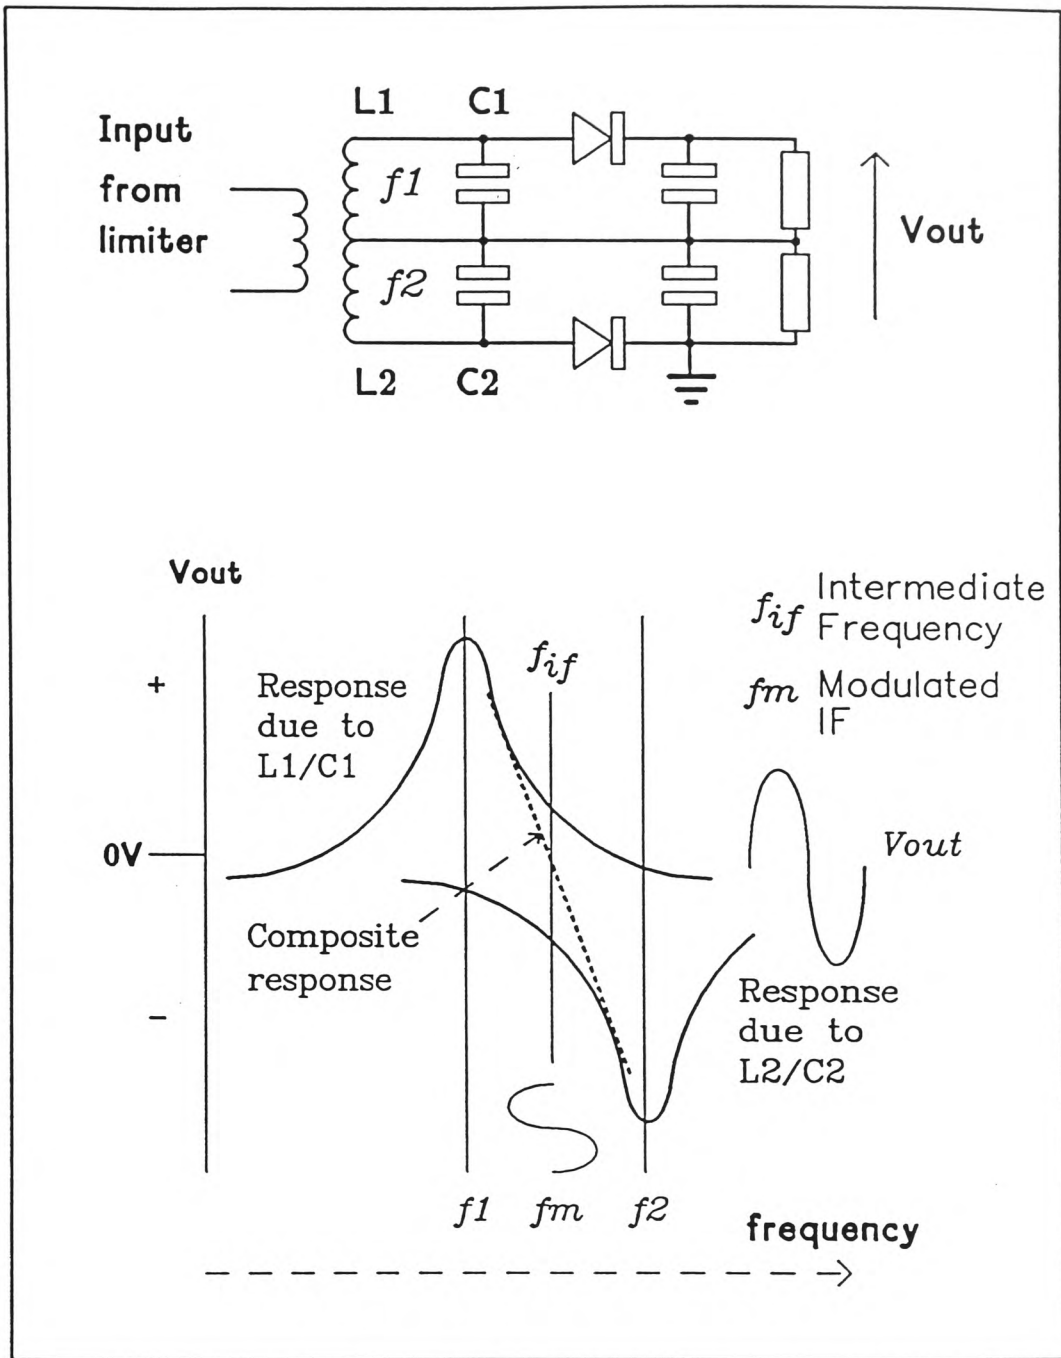 L1 C1
Input
from
limiter
f1
f2
Vout
L2 C2
Vout
+
Response
due to
L1/C1
fif
fif Intermediate
Frequency
fm Modulated
IF
0V
Vout
Composite
response
-
Response
due to
L2/C2
f1 fm f2
frequency